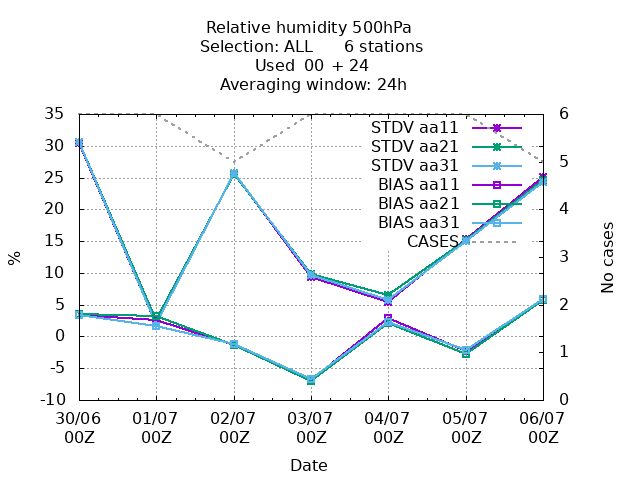 Relative humidity 500hPa
Selection: ALL 6 stations
Used 00 + 24
Averaging window: 24h
35
30
25
20
15
10
5
0
-5
-10
%
6
5
4
3
2
1
0
No cases
STDV aa11
STDV aa21
STDV aa31
BIAS aa11
BIAS aa21
BIAS aa31
CASES
30/06 01/07 02/07 03/07 04/07 05/07 06/07
00Z 00Z 00Z 00Z 00Z 00Z 00Z
Date